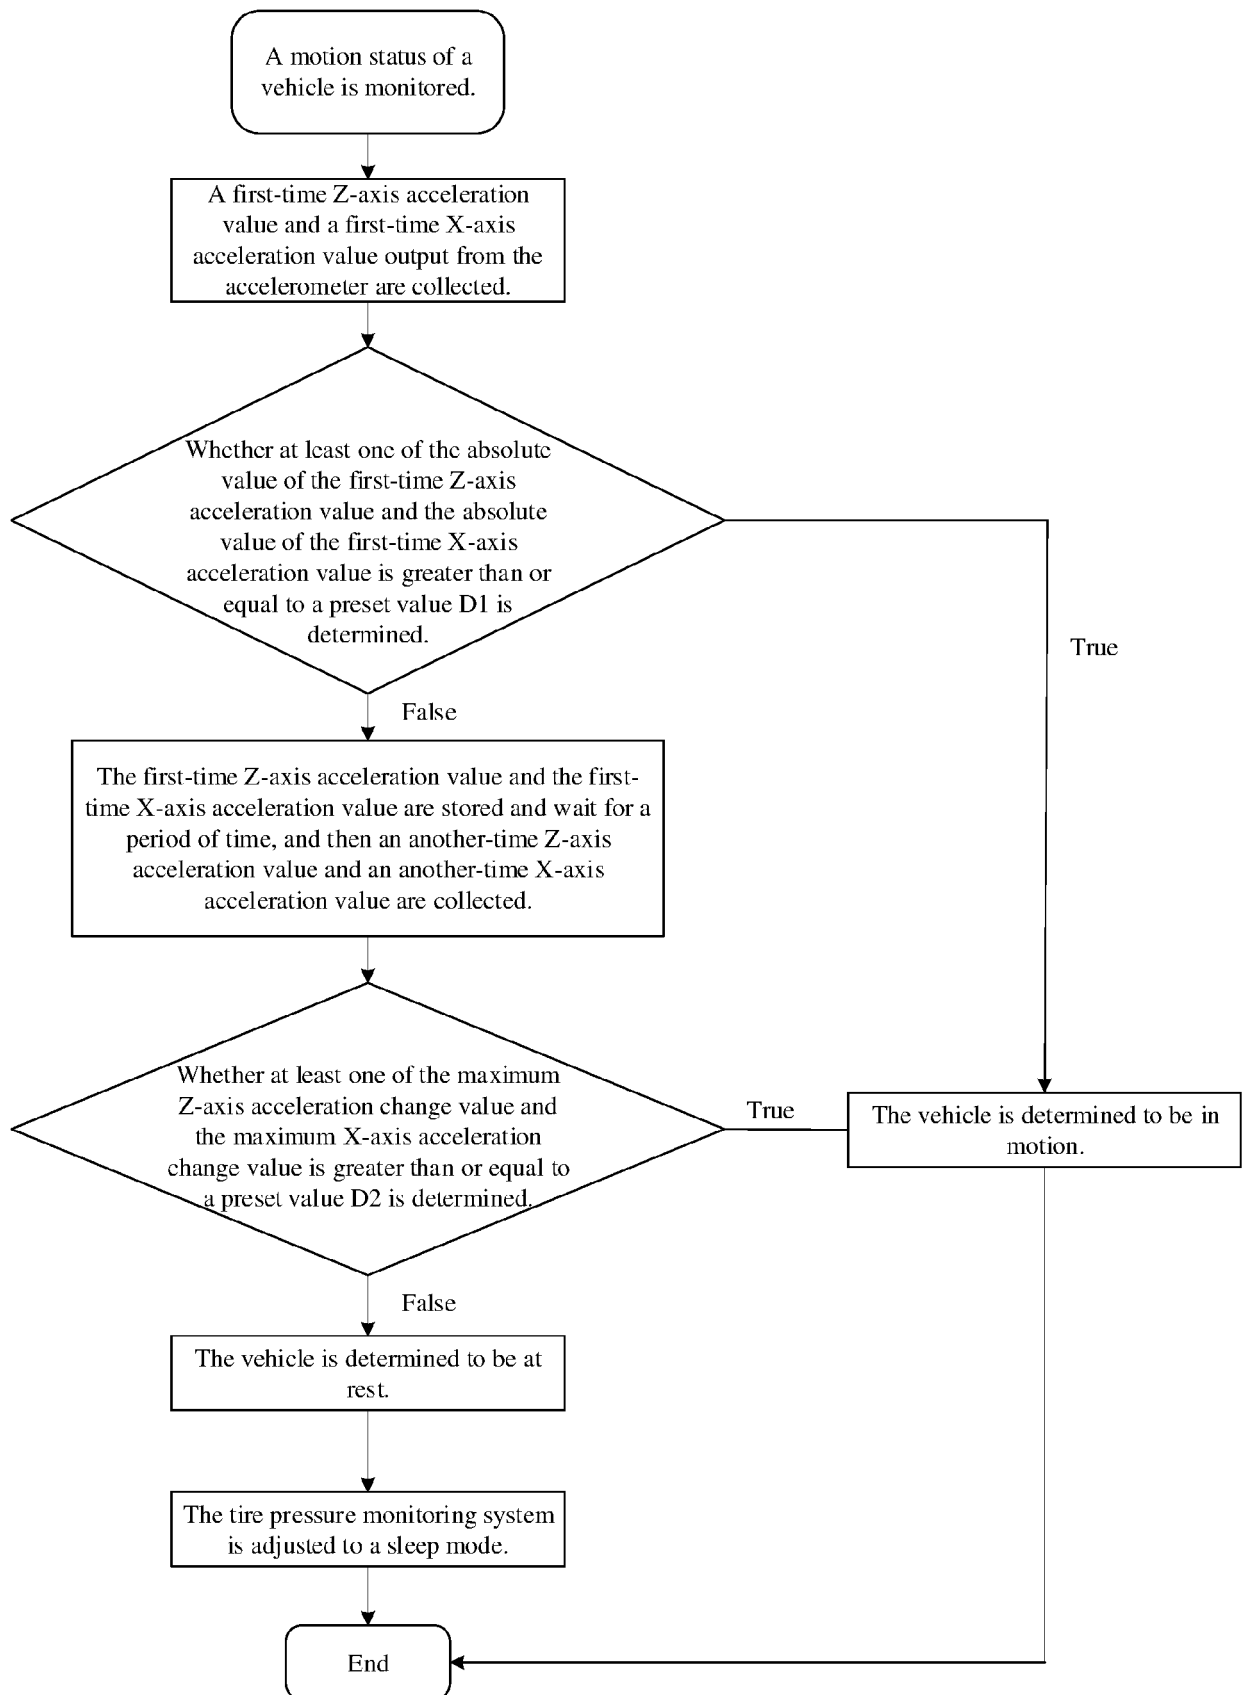 A motion status of a
vehicle is monitored.
A first-time Z-axis acceleration
value and a first-time X-axis
acceleration value output from the
accelerometer are collected.
Whether at least one of the absolute
value of the first-time Z-axis
acceleration value and the absolute
value of the first-time X-axis
acceleration value is greater than or
equal to a preset value D1 is
determined.
True
False
The first-time Z-axis acceleration value and the first-
time X-axis acceleration value are stored and wait for a
period of time, and then an another-time Z-axis
acceleration value and an another-time X-axis
acceleration value are collected.
Whether at least one of the maximum
Z-axis acceleration change value and
the maximum X-axis acceleration
change value is greater than or equal to
a preset value D2 is determined.
True
The vehicle is determined to be in
motion.
False
The vehicle is determined to be at
rest.
The tire pressure monitoring system
is adjusted to a sleep mode.
End